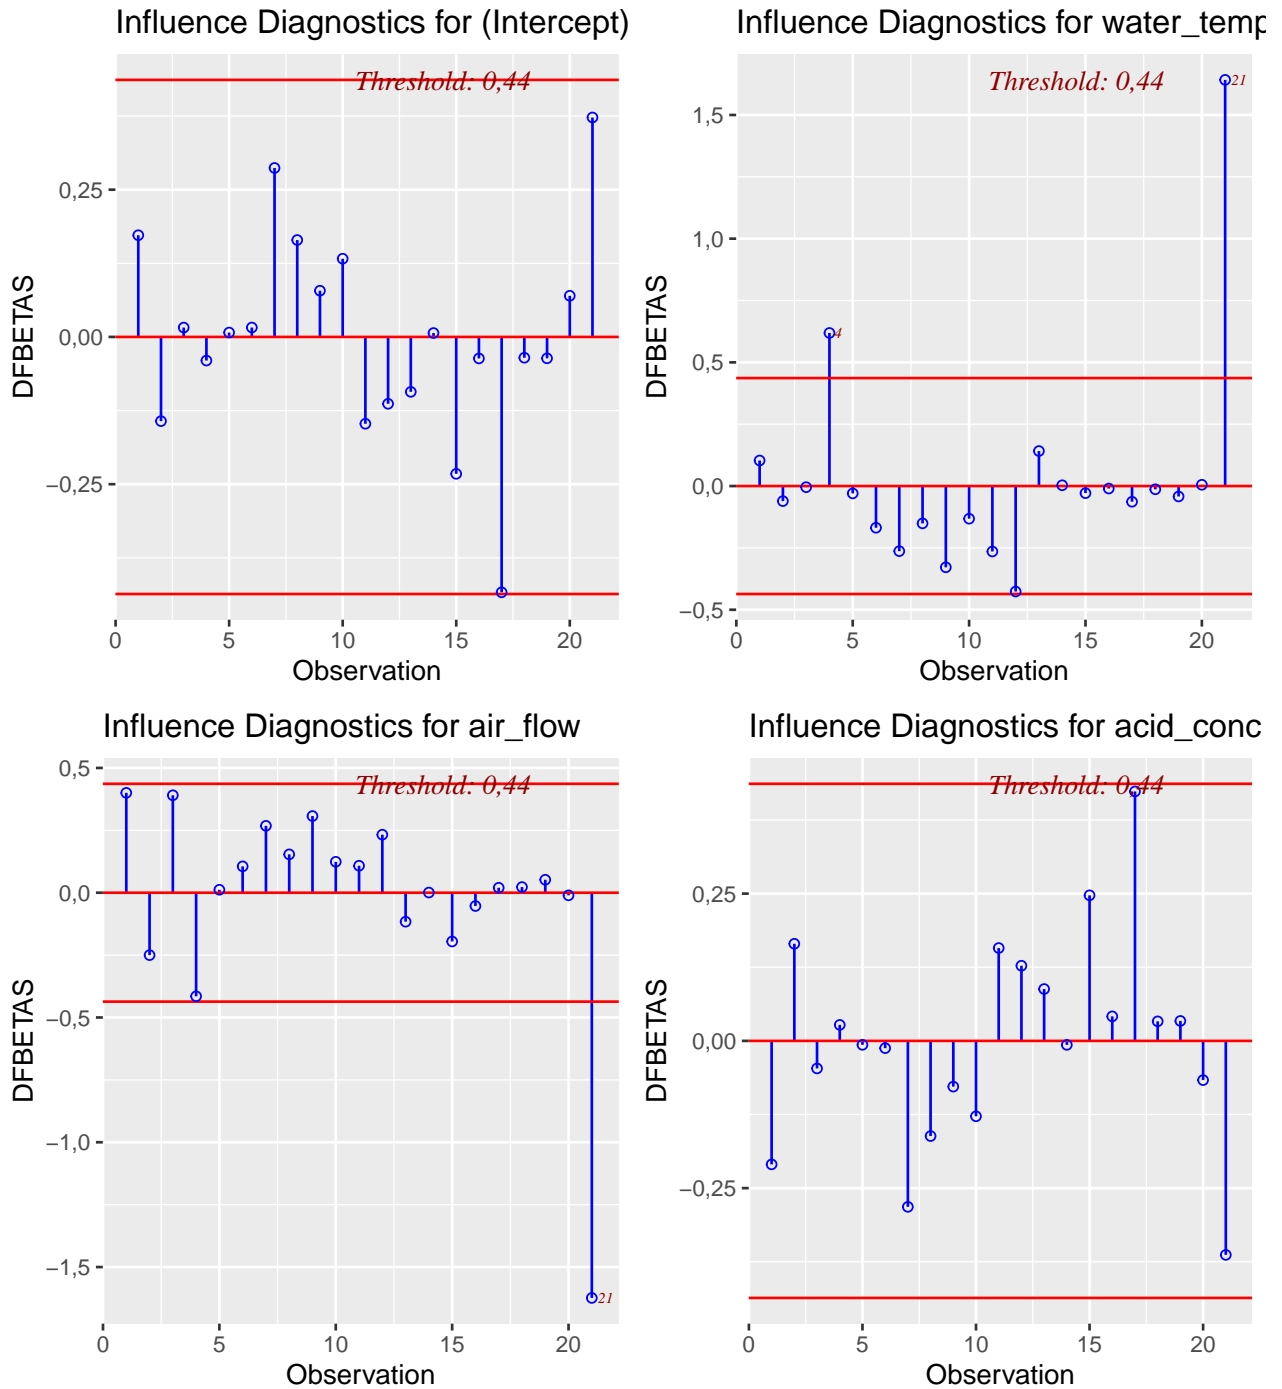 Influence Diagnostics for (Intercept)
Threshold: 0,44
0,25
0,00
−0,25
DFBETAS
0 5 10 15 20
Observation
Influence Diagnostics for water_temp
Threshold: 0,44
21
4
1,5
1,0
0,5
0,0
−0,5
DFBETAS
0 5 10 15 20
Observation
Influence Diagnostics for air_flow
Threshold: 0,44
0,5
0,0
−0,5
−1,0
−1,5
21
DFBETAS
0 5 10 15 20
Observation
Influence Diagnostics for acid_conc
Threshold: 0,44
0,25
0,00
−0,25
DFBETAS
0 5 10 15 20
Observation